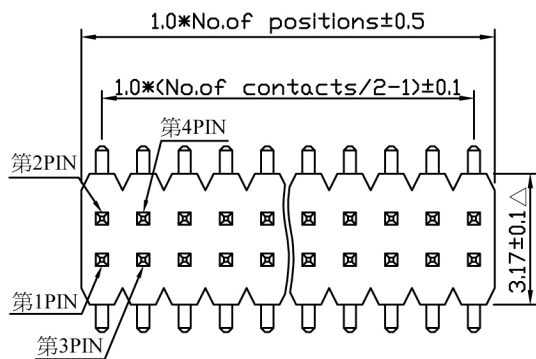 1.0*No.of positions±0.5
1.0*(No.of contacts/2-1)±0.1
第4PIN
第2PIN
3.17±0.1△
第1PIN
第3PIN